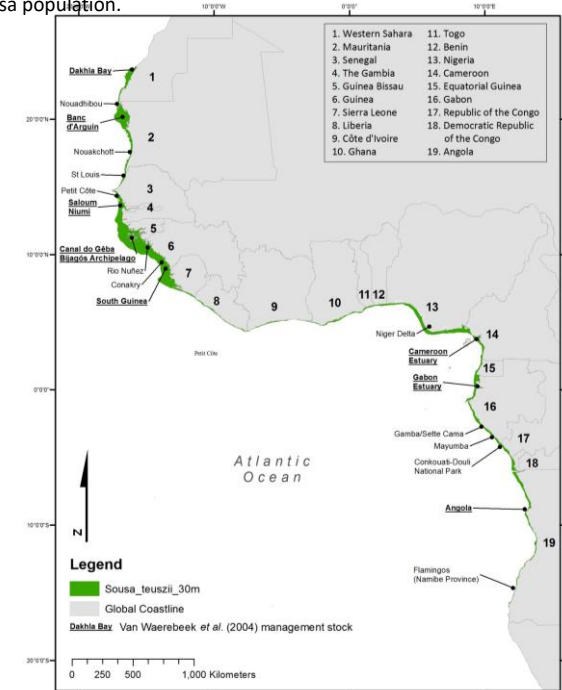 sa population.
10°0'0"W 0°0'0" 10°0'0"E
1. Western Sahara
2. Mauritania
3. Senegal
4. The Gambia
5. Guinea Bissau
6. Guinea
7. Sierra Leone
8. Liberia
9. Côte d'Ivoire
10. Ghana
11. Togo
12. Benin
13. Nigeria
14. Cameroon
15. Equatorial Guinea
16. Gabon
17. Republic of the Congo
18. Democratic Republic
of the Congo
19. Angola
Dakhla Bay
1
Nouadhibou
20°0'0"N
Banc
d'Arguin
2
Nouakchott
St Louis
Petit Côte
3
Saloum
Niumi
4
5
Canal do Gêba
Bijagós Archipelago
6
10°0'0"N
Rio Nuñez
Conakry
7
South Guinea
8
9
10
11 12
13
Niger Delta
14
Cameroon
Estuary
Petit Côte
15
Gabon
Estuary
0°0'0"
16
Gamba/Sette Cama
17
Mayumba
Conkouati-Douli
National Park
18
Atlantic
Ocean
Angola
10°0'0"S
19
N
Flamingos
(Namibe Province)
Legend
Sousa_teuszii_30m
Global Coastline
Dakhla Bay Van Waerebeek et al. (2004) management stock
0 250 500 1,000 Kilometers
20°0'0"S